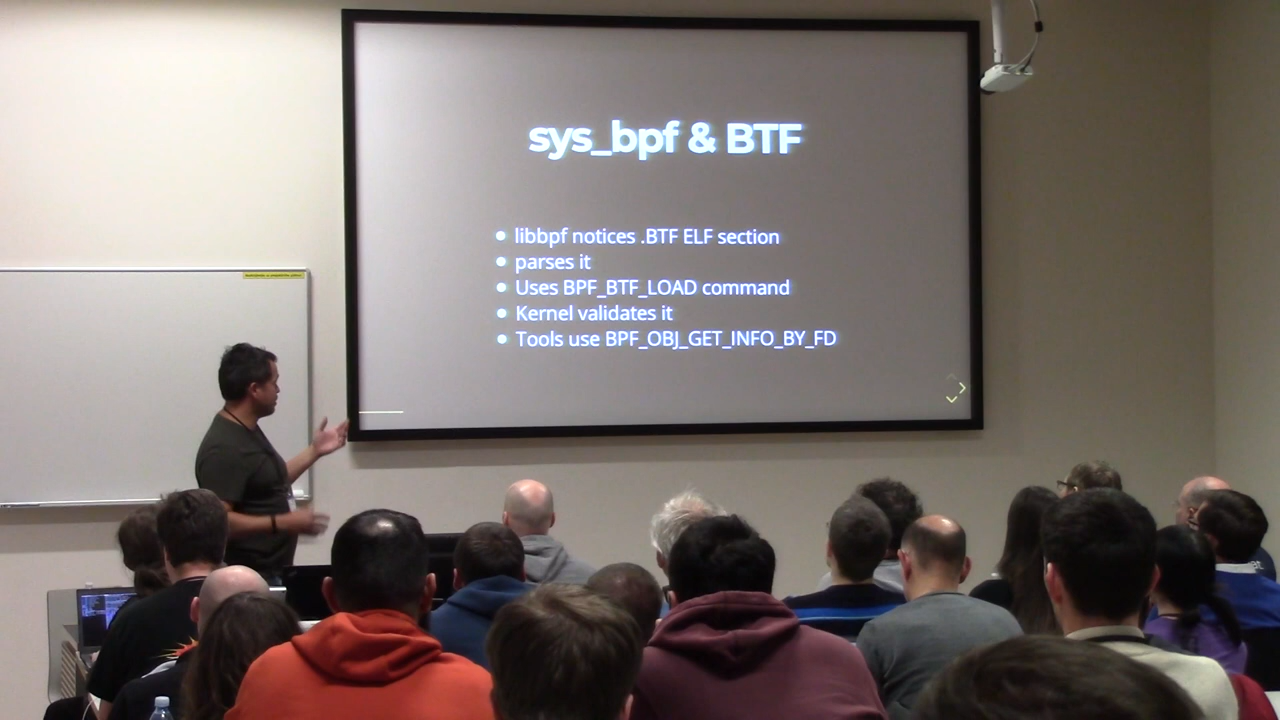 sys_bpf & BTF
libbpf notices .BTF ELF section
parses it
Uses BPF_BTF_LOAD command
Kernel validates it
Tools use BPF_OBJ_GET_INFO_BY_FD